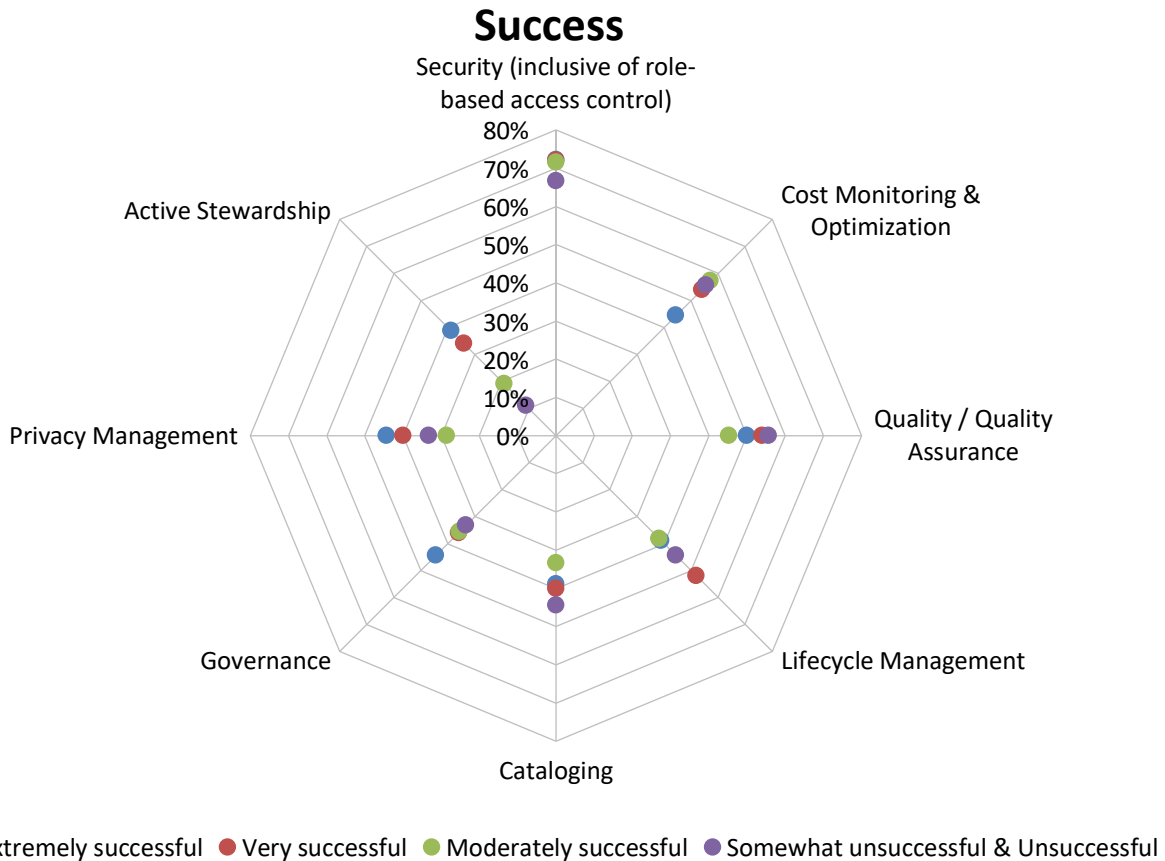 Success
Security (inclusive of role-
based access control)
80%
70%
60%
50%
40%
30%
20%
10%
0%
Cost Monitoring &
Optimization
Quality / Quality
Assurance
Lifecycle Management
Cataloging
Governance
Privacy Management
Active Stewardship
xtremely successful Very successful Moderately successful Somewhat unsuccessful & Unsuccessful